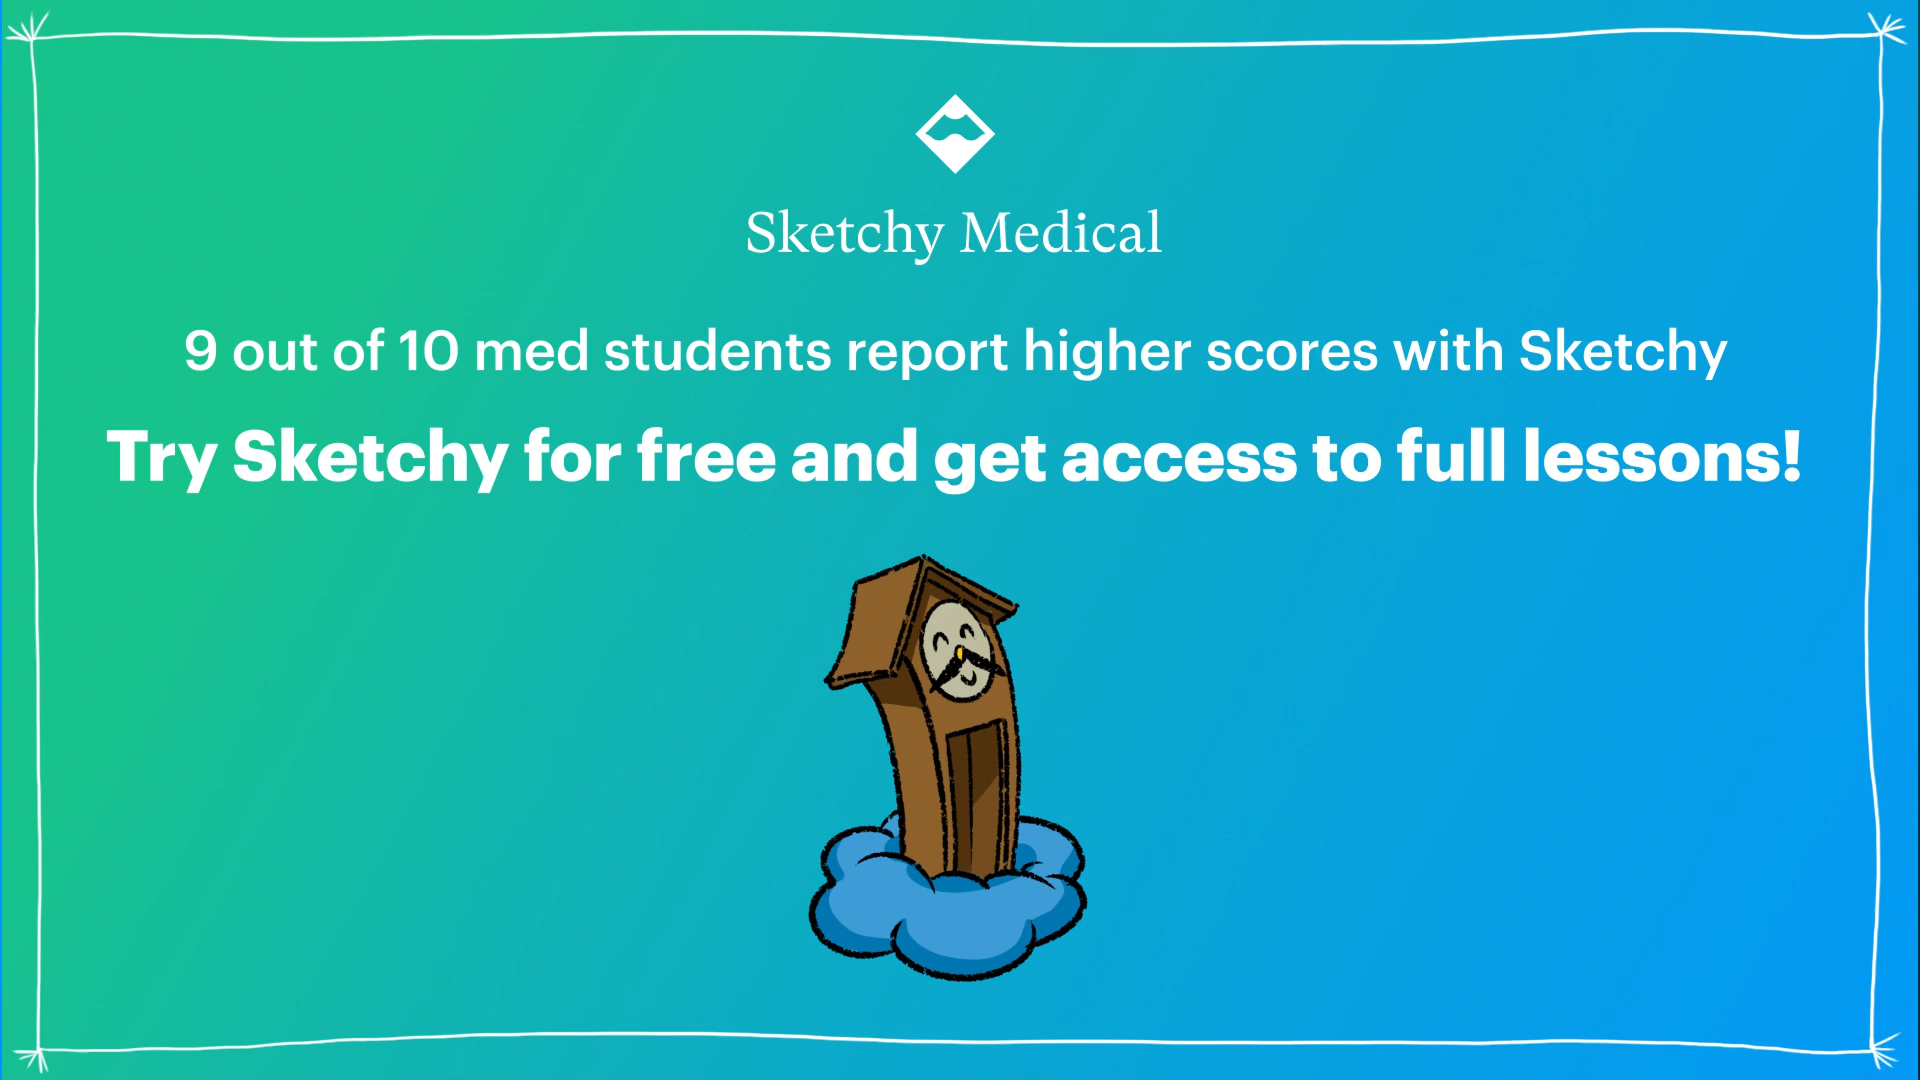 Sketchy Medical
9 out of 10 med students report higher scores with Sketchy
Try Sketchy for free and get access to full lessons!